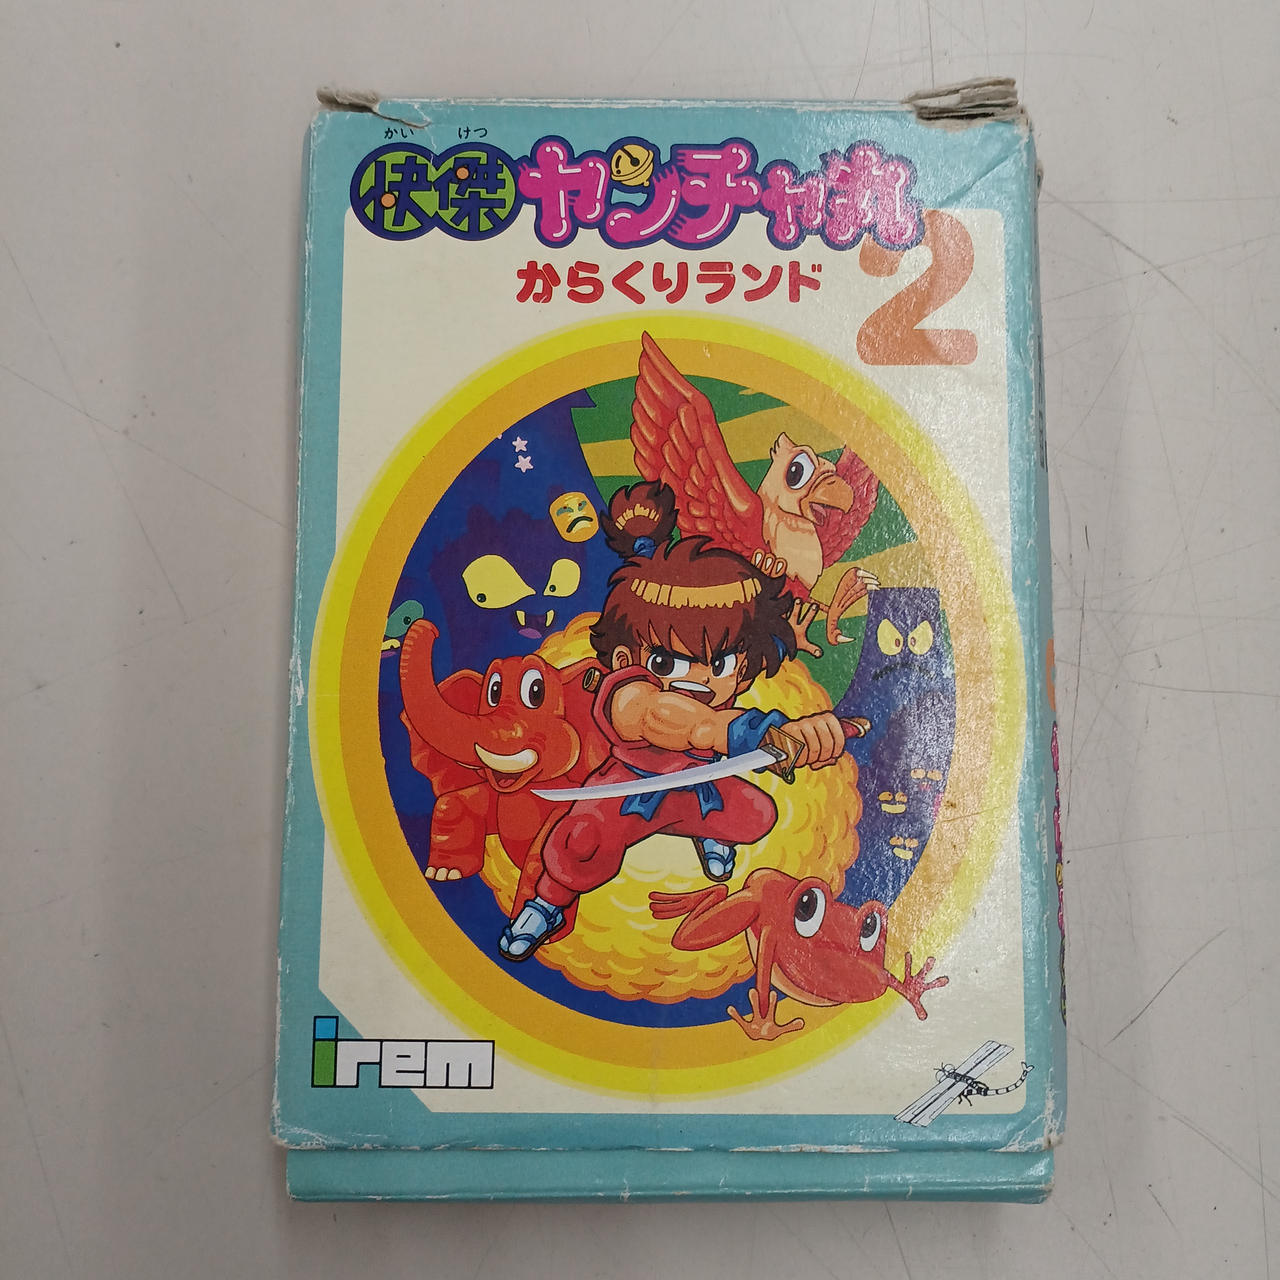 かい けつ
快傑ヤンチャ丸2
からくりランド
irem